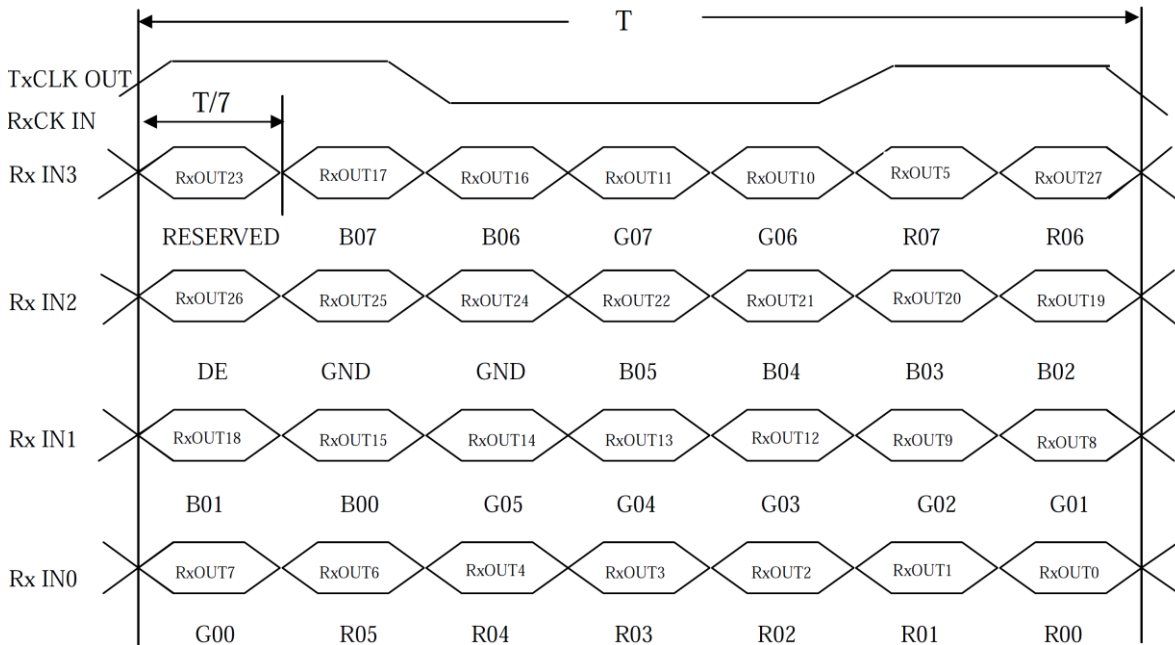 T
TxCLK OUT
T/7
RxCK IN
Rx IN3 RxOUT23 RxOUT17 RxOUT16 RxOUT11 RxOUT10 RxOUT5 RxOUT27
RESERVED B07 B06 G07 G06 R07 R06
Rx IN2 RxOUT26 RxOUT25 RxOUT24 RxOUT22 RxOUT21 RxOUT20 RxOUT19
DE GND GND B05 B04 B03 B02
Rx IN1 RxOUT18 RxOUT15 RxOUT14 RxOUT13 RxOUT12 RxOUT9 RxOUT8
B01 B00 G05 G04 G03 G02 G01
Rx IN0 RxOUT7 RxOUT6 RxOUT4 RxOUT3 RxOUT2 RxOUT1 RxOUT0
G00 R05 R04 R03 R02 R01 R00